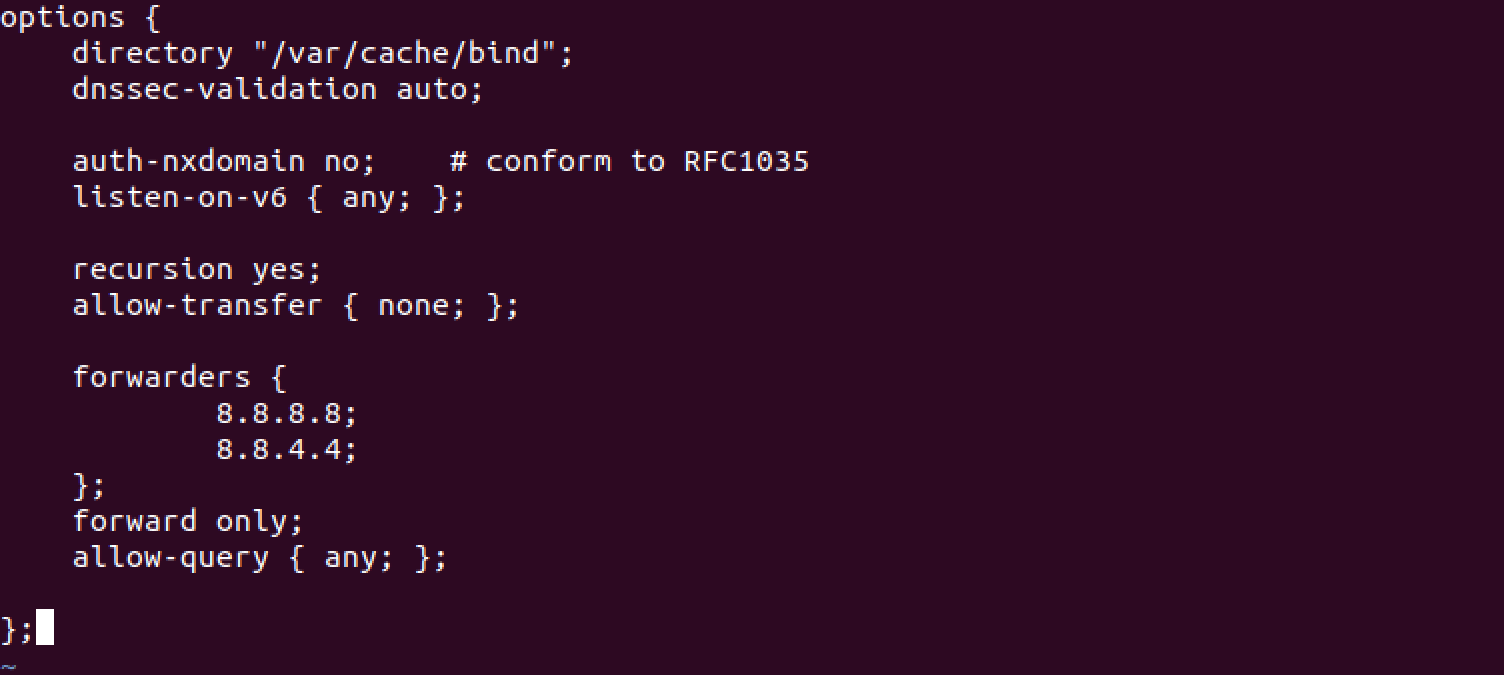 options {
    directory "/var/cache/bind";
    dnssec-validation auto;
    auth-nxdomain no;    # conform to RFC1035
    listen-on-v6 { any; };
    recursion yes;
    allow-transfer { none; };
    forwarders {
            8.8.8.8;
            8.8.4.4;
    };
    forward only;
    allow-query { any; };
};
~